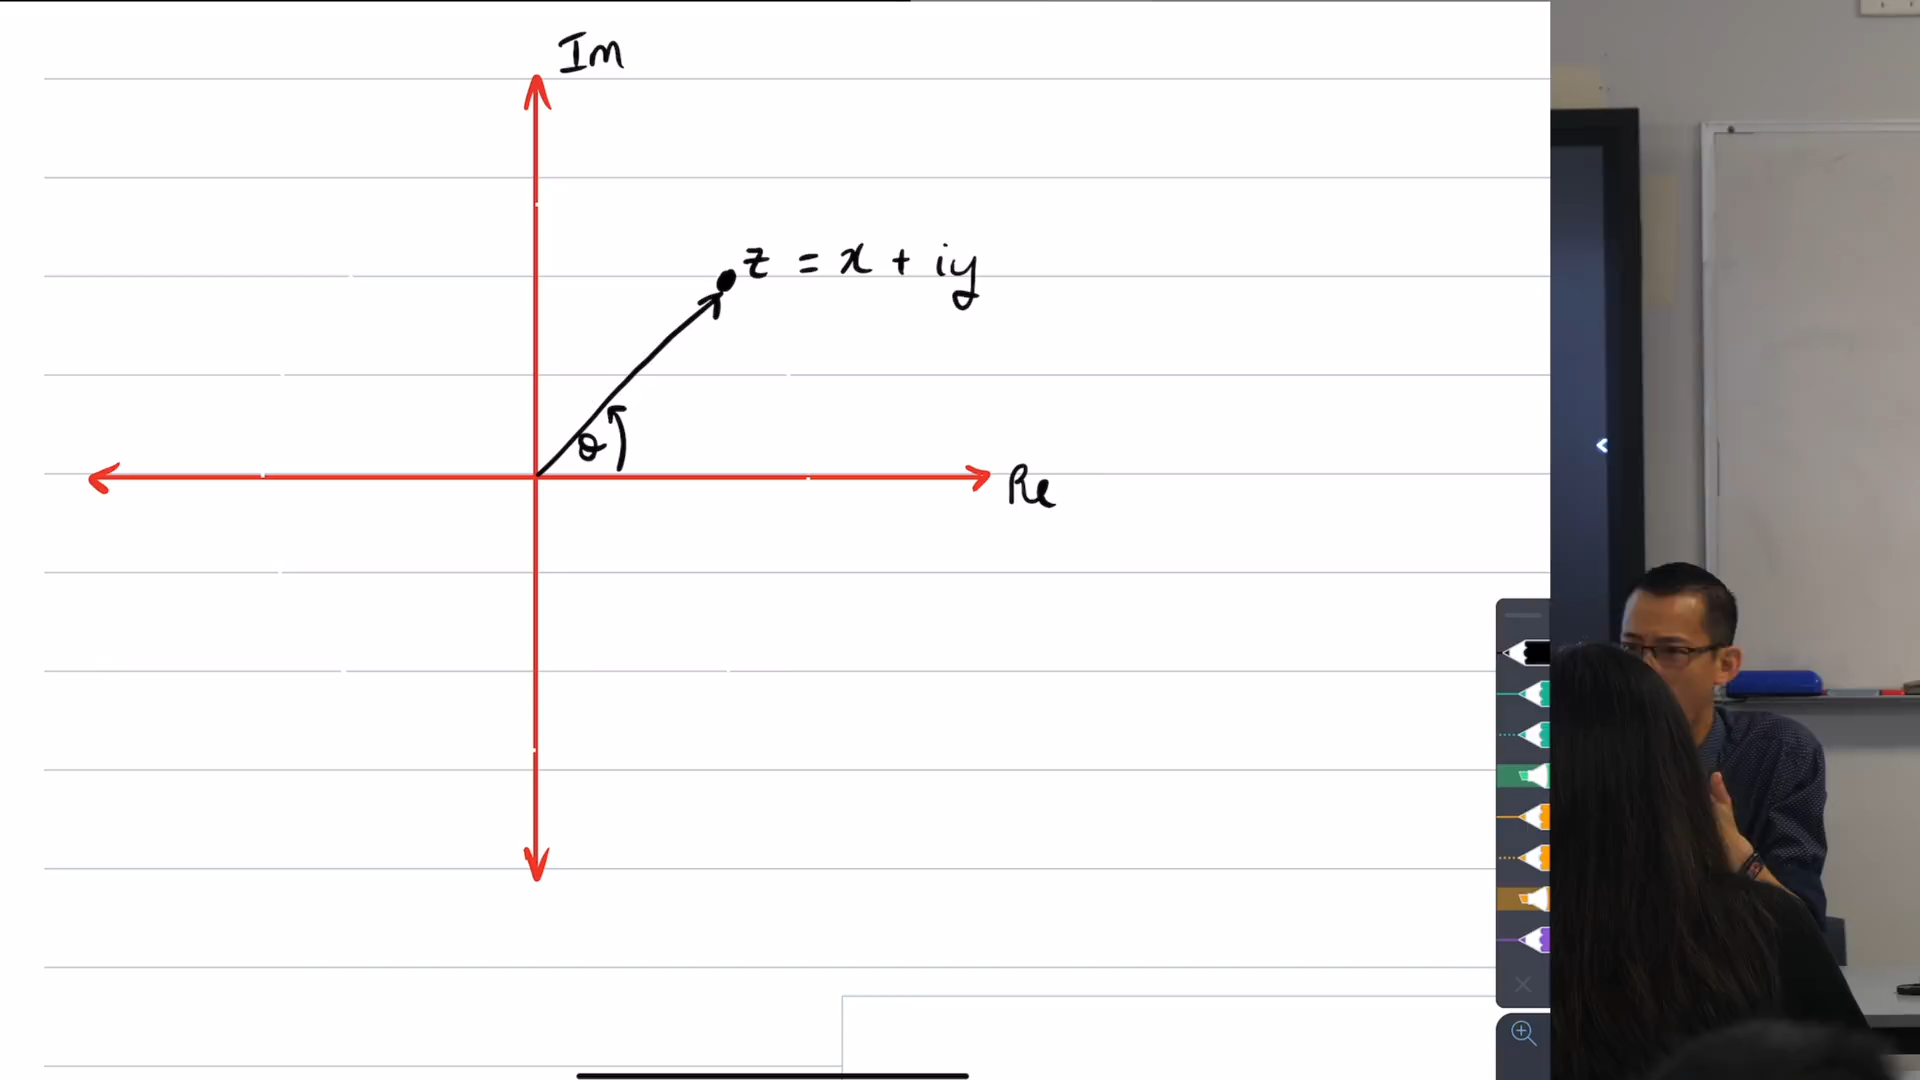 Im
z = x + iy
θ
Re